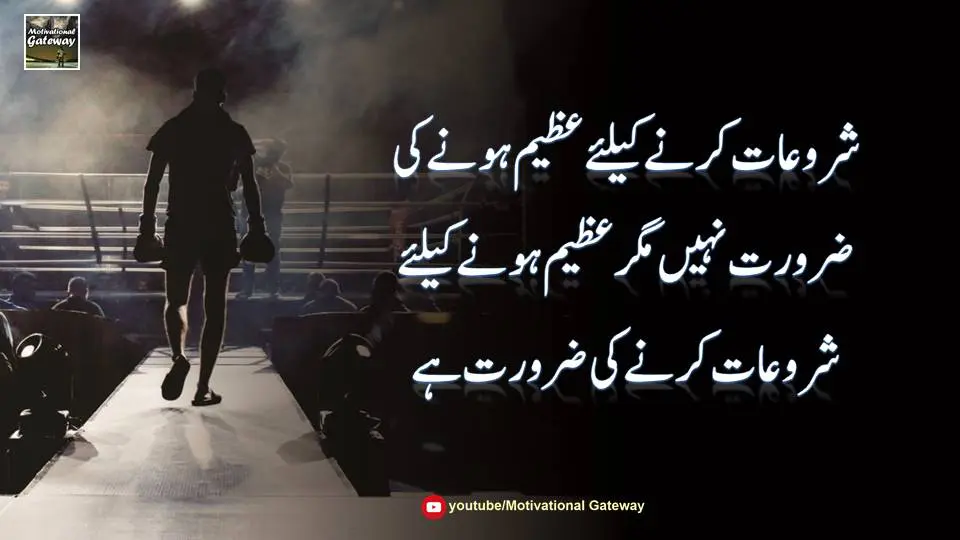 Motivational
Gateway
شروعات کرنے کیلئے عظیم ہونے کی
ضرورت نہیں مگر عظیم ہونے کیلئے
شروعات کرنے کی ضرورت ہے
youtube/Motivational Gateway